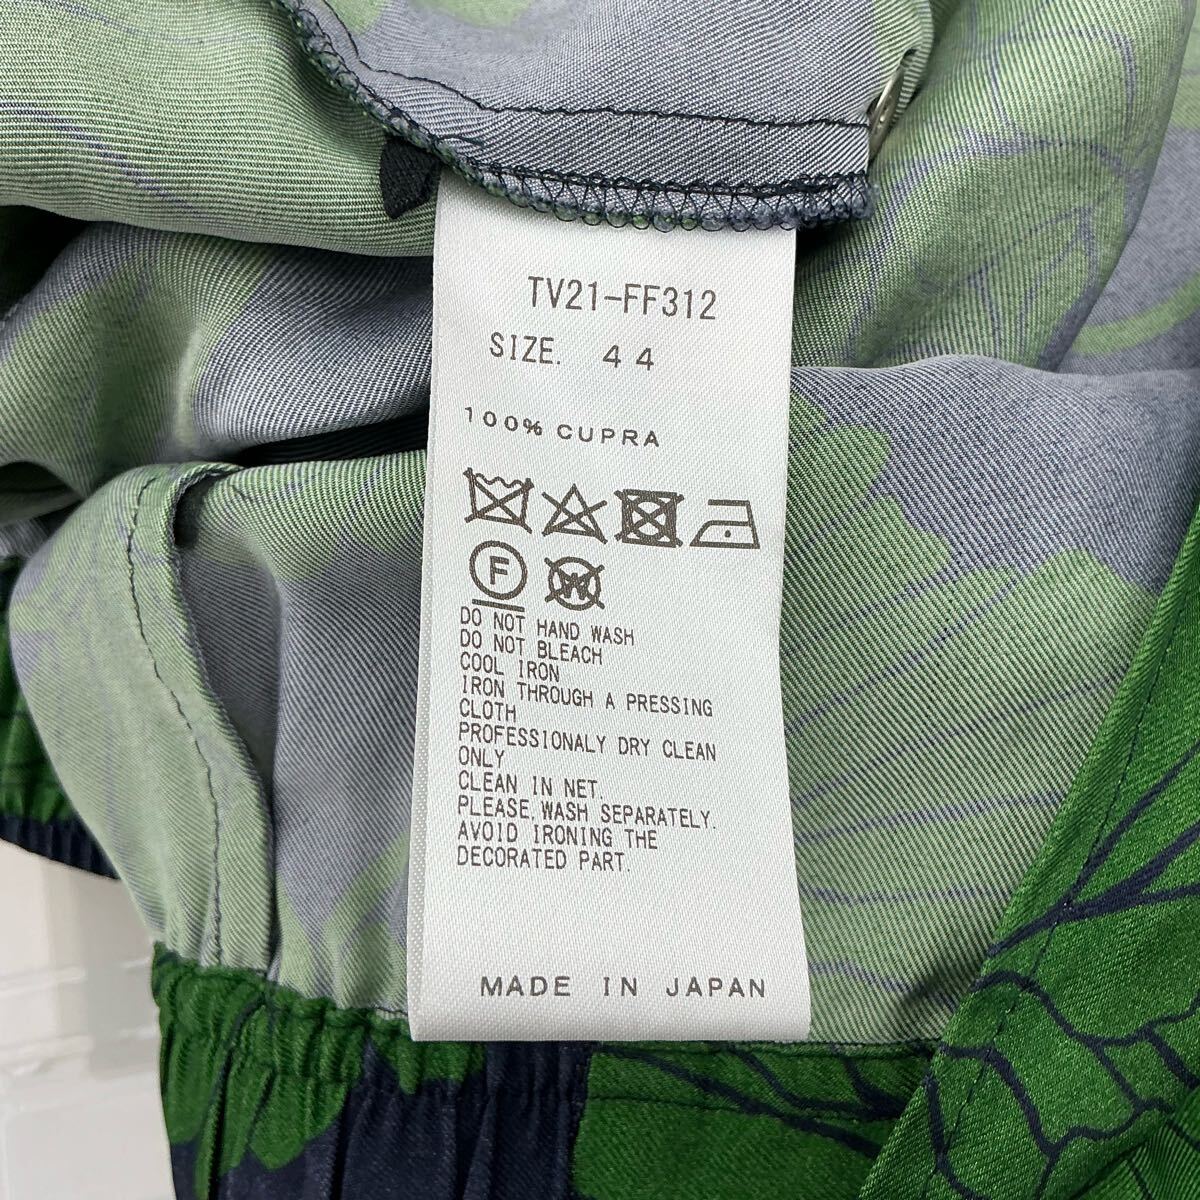 TV21-FF312
SIZE. 44
100% CUPRA
F W
DO NOT HAND WASH
DO NOT BLEACH
COOL IRON
IRON THROUGH A PRESSING
CLOTH
PROFESSIONALY DRY CLEAN
ONLY
CLEAN IN NET.
PLEASE WASH SEPARATELY.
AVOID IRONING THE
DECORATED PART.
MADE IN JAPAN